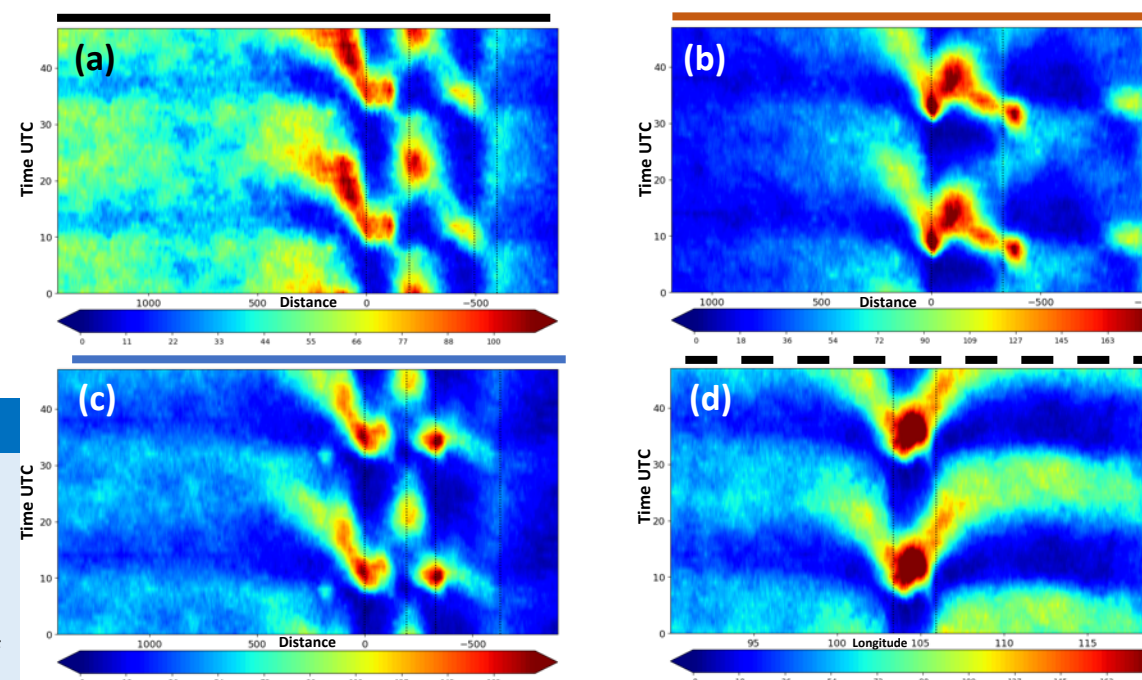 (a)
Time UTC
40
30
20
10
0
1000 500 Distance 0 −500
0 11 22 33 44 55 66 77 88 100
(b)
Time UTC
40
30
20
10
0
1000 500 Distance 0 −500
0 18 36 54 72 90 109 127 145 163
(c)
Time UTC
40
30
20
10
0
1000 500 Distance 0 −500
(d)
Time UTC
40
30
20
10
0
95 100 Longitude 105 110 115